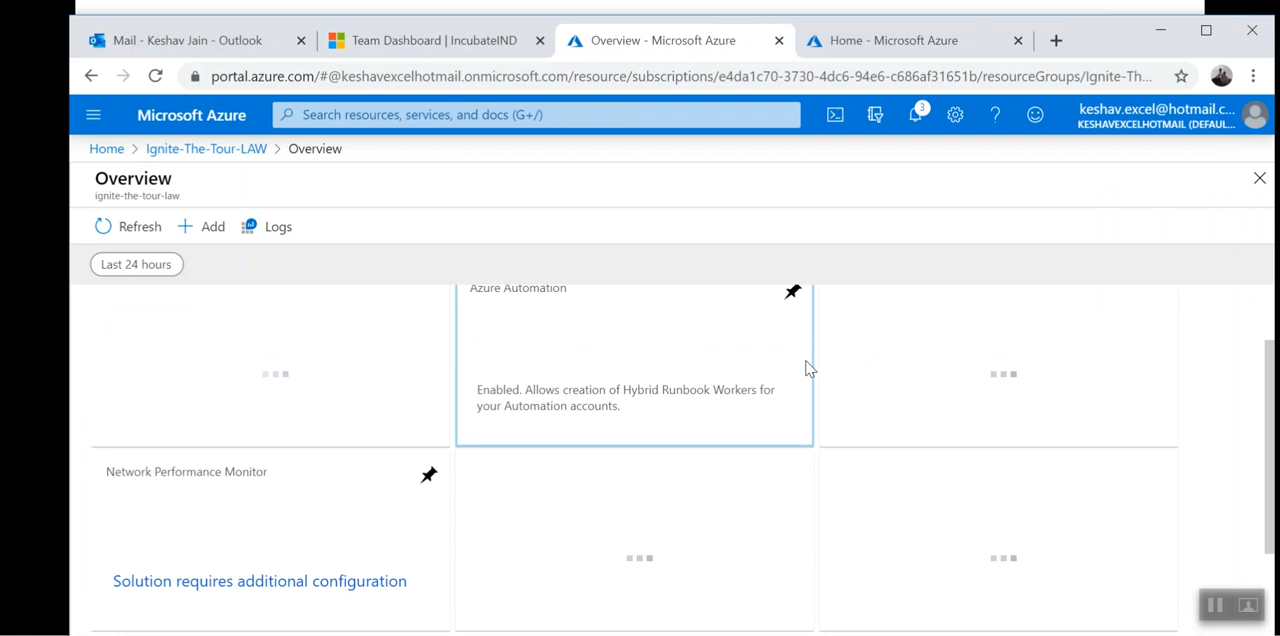 Mail - Keshav Jain - Outlook
Team Dashboard | IncubateIND
Overview - Microsoft Azure
Home - Microsoft Azure
portal.azure.com/#@keshavexcelhotmail.onmicrosoft.com/resource/subscriptions/e4da1c70-3730-4dc6-94e6-c686af31651b/resourceGroups/Ignite-Th...
Microsoft Azure
Search resources, services, and docs (G+/)
3
keshav.excel@hotmail.c...
KESHAVEXCELHOTMAIL (DEFAUL...
Home > Ignite-The-Tour-LAW > Overview
Overview
ignite-the-tour-law
Refresh
Add
Logs
Last 24 hours
Azure Automation
Enabled. Allows creation of Hybrid Runbook Workers for
your Automation accounts.
Network Performance Monitor
Solution requires additional configuration